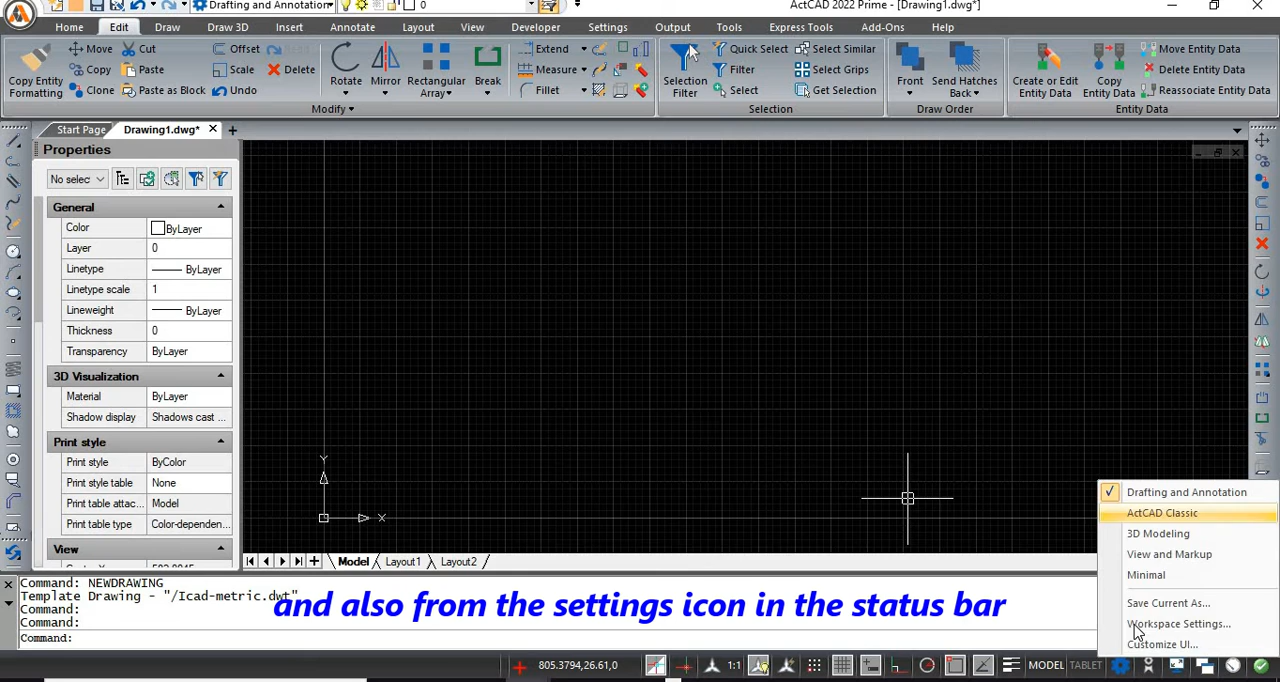 Drafting and Annotation
0
ActCAD 2022 Prime - [Drawing1.dwg*]
Home Edit Draw Draw 3D Insert Annotate Layout View Developer Settings Output Tools Express Tools Add-Ons Help
Copy Entity Formatting
Move Cut
Copy Paste
Clone Paste as Block
Offset Redo
Scale Delete
Undo
Rotate
Mirror
Rectangular Array
Break
Extend
Measure
Fillet
Modify
Selection Filter
Quick Select Select Similar
Filter Select Grips
Select Get Selection
Selection
Front
Send Hatches Back
Draw Order
Create or Edit Entity Data
Copy Entity Data
Move Entity Data
Delete Entity Data
Reassociate Entity Data
Entity Data
Start Page Drawing1.dwg*
Properties
No selec
General
Color ByLayer
Layer 0
Linetype ByLayer
Linetype scale 1
Lineweight ByLayer
Thickness 0
Transparency ByLayer
3D Visualization
Material ByLayer
Shadow display Shadows cast ...
Print style
Print style ByColor
Print style table None
Print table attac... Model
Print table type Color-dependen...
View
Y
X
Model Layout1 Layout2
Drafting and Annotation
ActCAD Classic
3D Modeling
View and Markup
Minimal
Save Current As...
Workspace Settings...
Customize UI...
Command: NEWDRAWING
Template Drawing - "/Icad-metric.dwt"
Command:
Command:
Command:
and also from the settings icon in the status bar
805.3794,26.61,0
1:1
MODEL TABLET